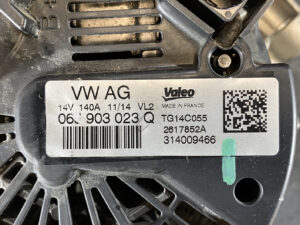 B+
VW AG
Valeo
MADE IN FRANCE
14V 140A 11/14 VL2
TG14C055
06J 903 023 Q
2617852A
314009466